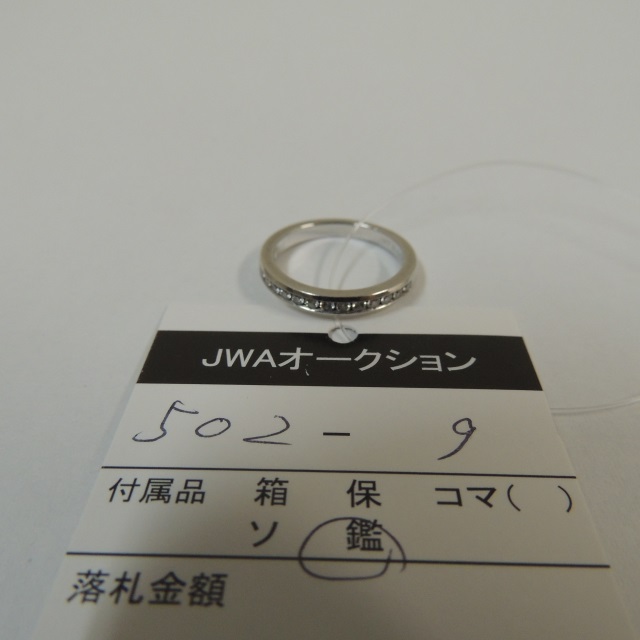 JWAオークション
502-9
付属品 箱 保 コマ( )
ソ 鑑
落札金額